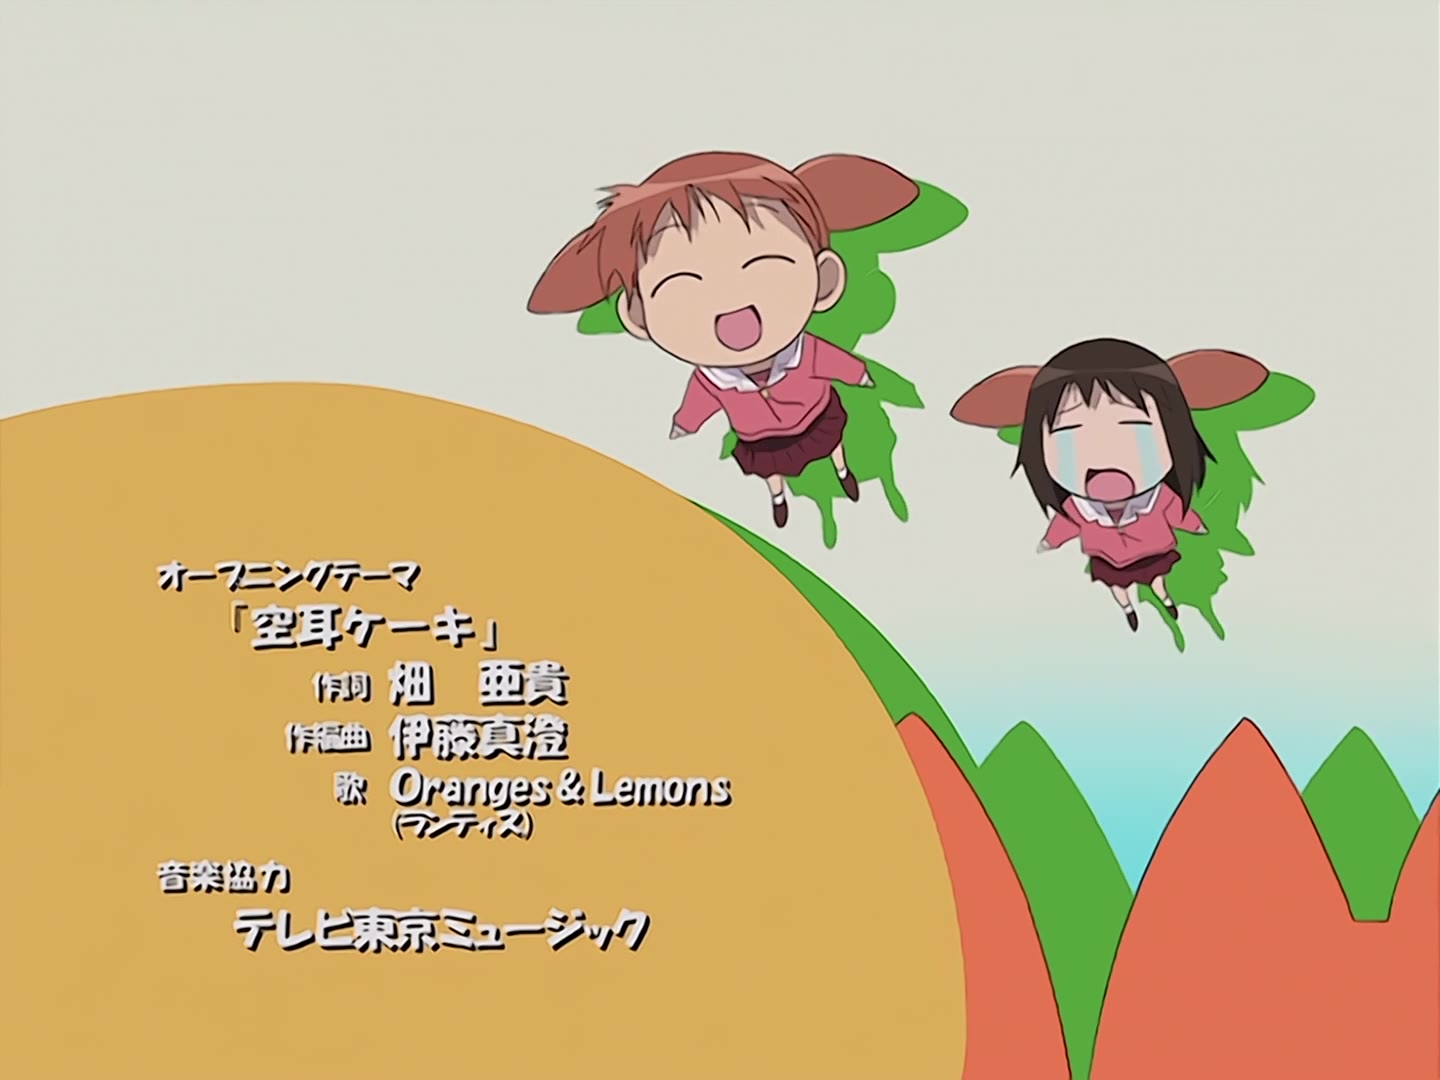 オープニングテーマ
「空耳ケーキ」
作詞 畑 亜貴
作編曲 伊藤真澄
歌 Oranges & Lemons
(ランティス)
音楽協力
テレビ東京ミュージック